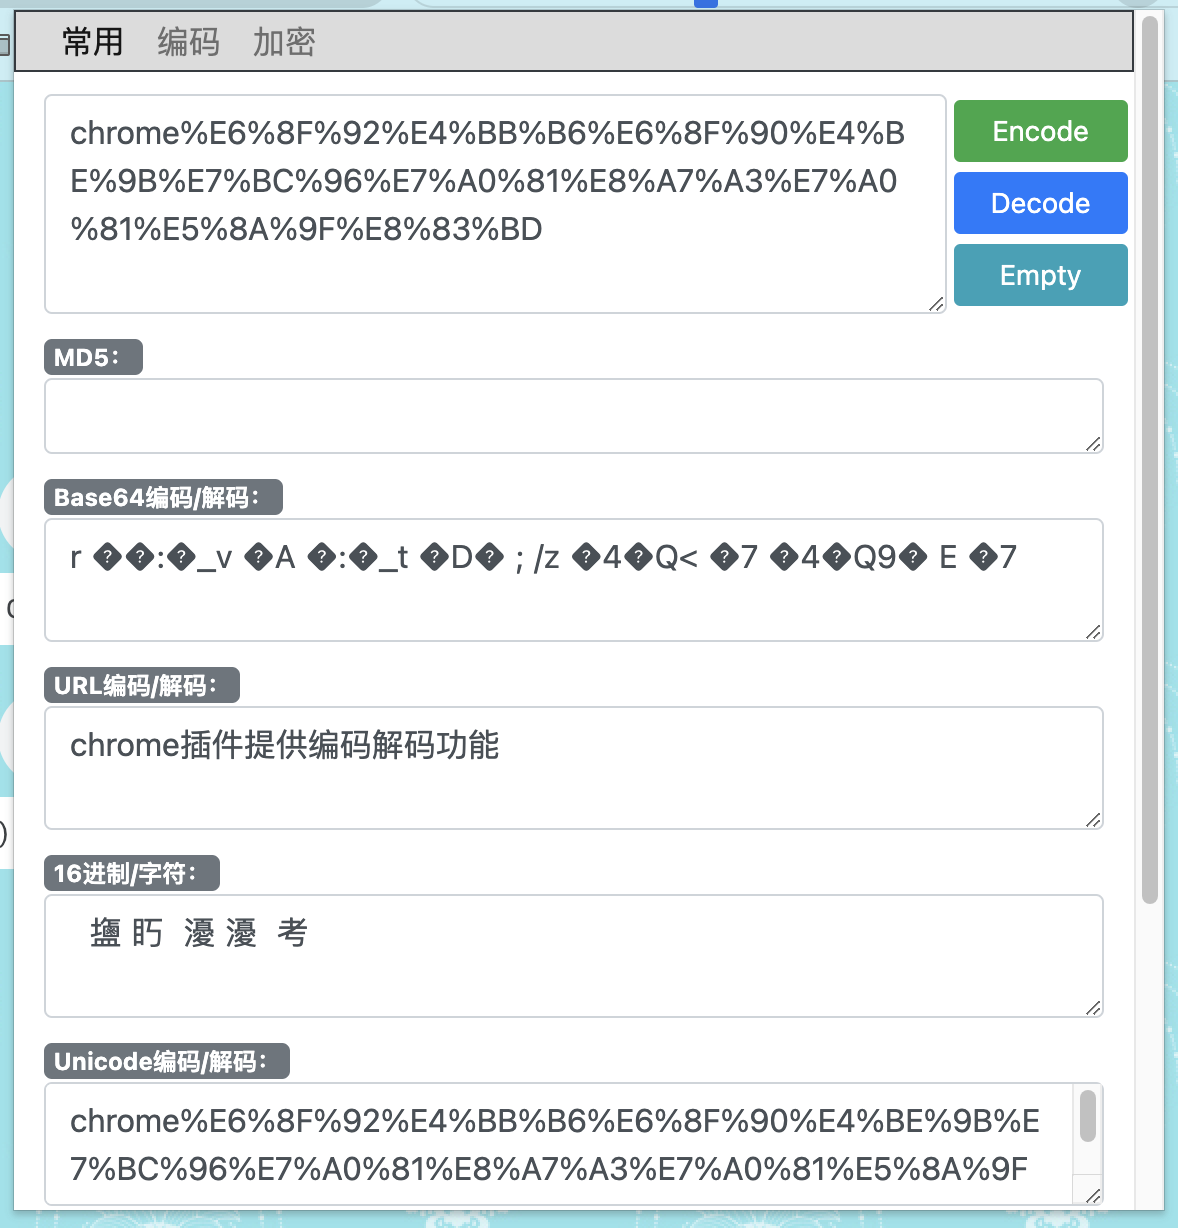 常用 编码 加密
chrome%E6%8F%92%E4%BB%B6%E6%8F%90%E4%B
E%9B%E7%BC%96%E7%A0%81%E8%A7%A3%E7%A0
%81%E5%8A%9F%E8%83%BD
Encode
Decode
Empty
MD5：
Base64编码/解码：
r ��:�_v �A �:�_t �D� ; /z �4�Q< �7 �4�Q9� E �7
URL编码/解码：
chrome插件提供编码解码功能
16进制/字符：
塩 眄 濅 濅 考
Unicode编码/解码：
chrome%E6%8F%92%E4%BB%B6%E6%8F%90%E4%BE%9B%E
7%BC%96%E7%A0%81%E8%A7%A3%E7%A0%81%E5%8A%9F